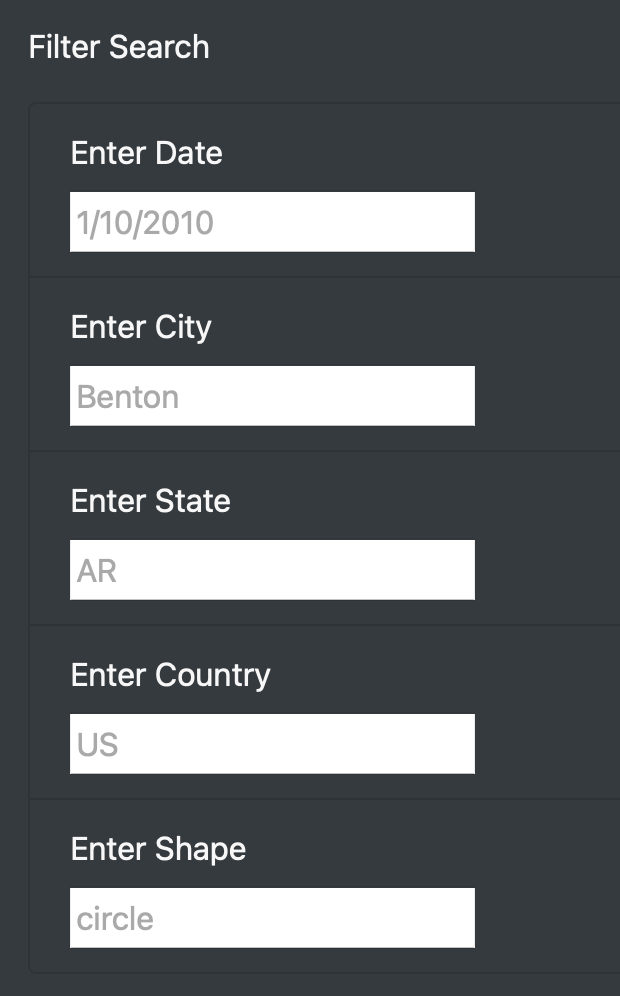 Filter Search
Enter Date
1/10/2010
Enter City
Benton
Enter State
AR
Enter Country
US
Enter Shape
circle